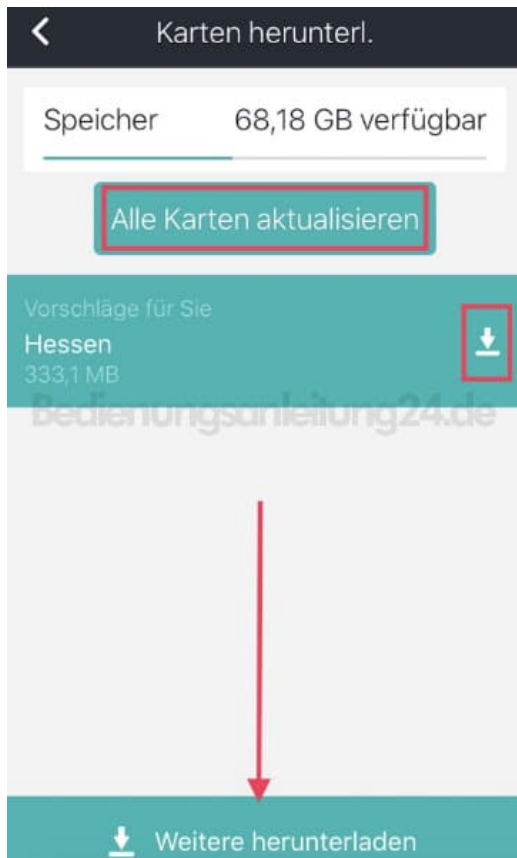 Karten herunterl.
Speicher 68,18 GB verfügbar
Alle Karten aktualisieren
Vorschläge für Sie
Hessen
333,1 MB
Bedienungsanleitung24.de
Weitere herunterladen